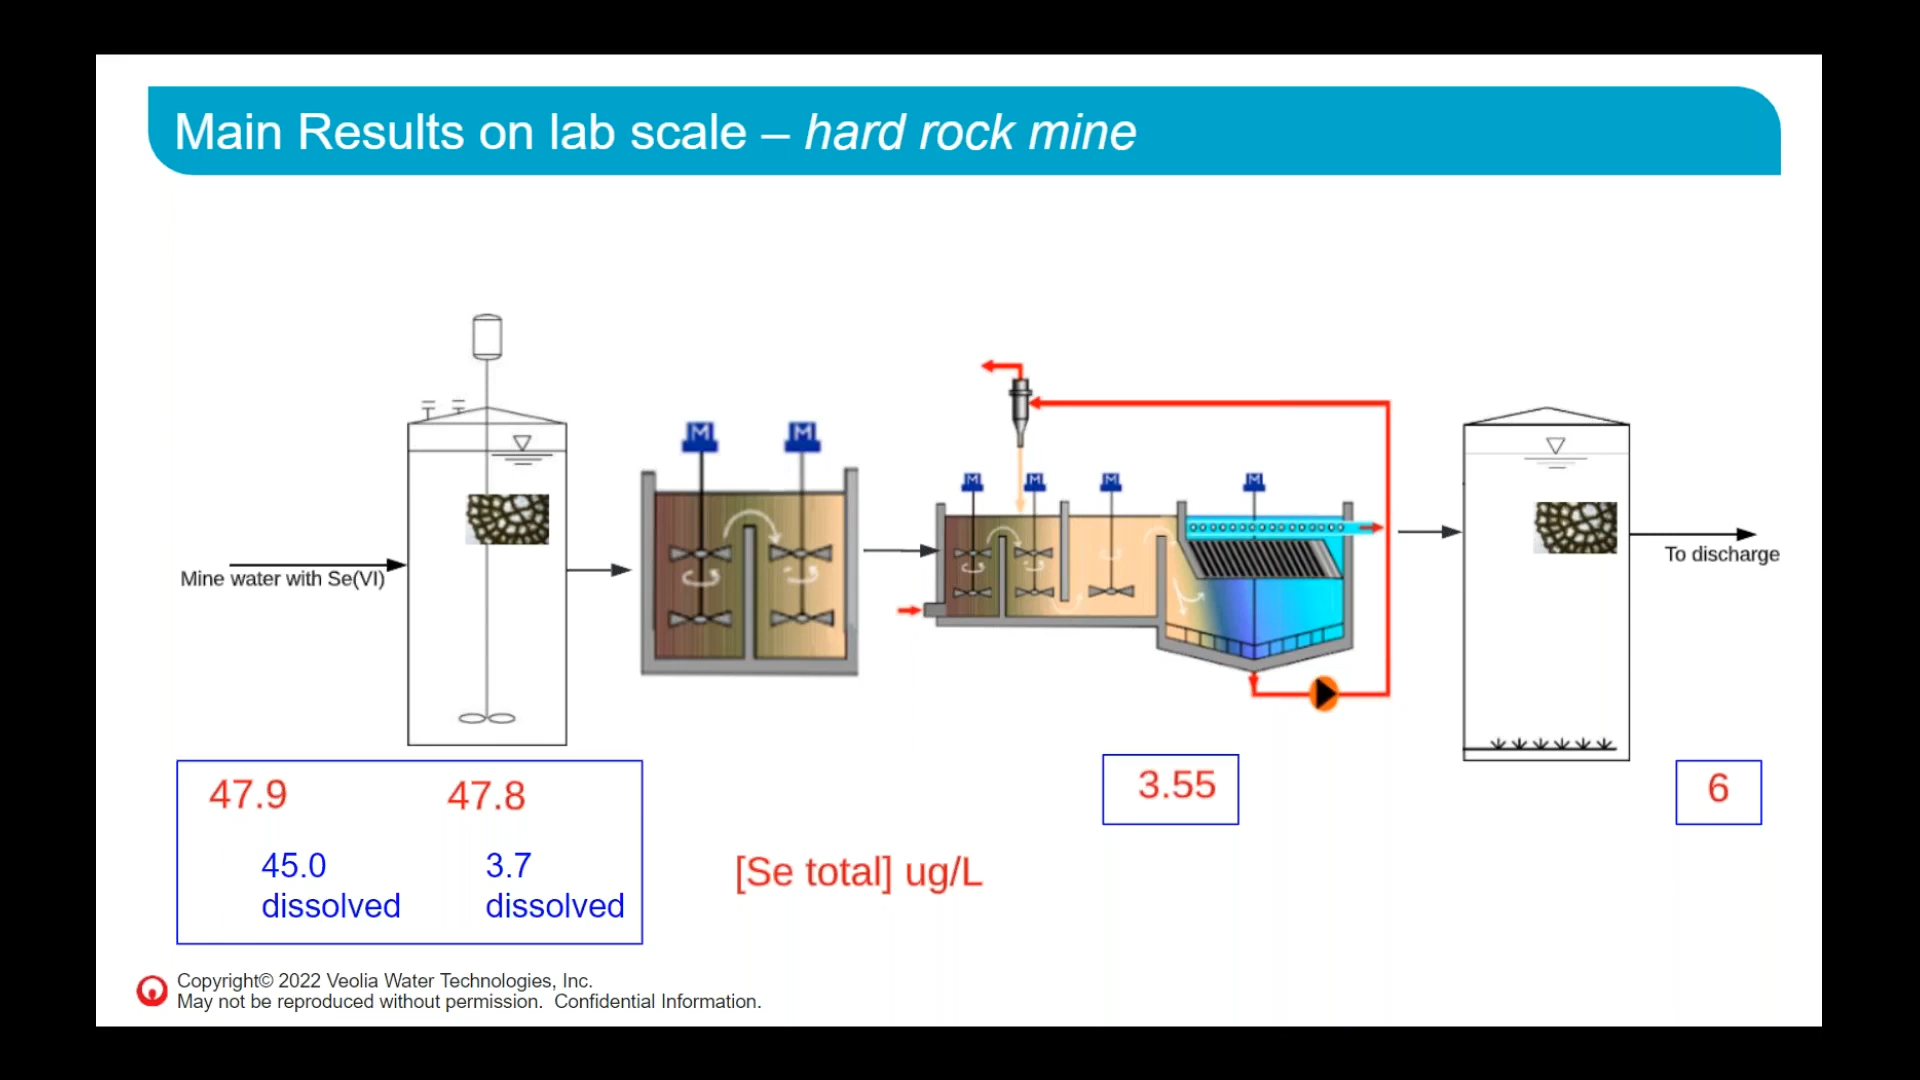 Main Results on lab scale – hard rock mine
M
M
M
M
M
M
Mine water with Se(VI)
To discharge
47.9
47.8
3.55
6
45.0
dissolved
3.7
dissolved
[Se total] ug/L
Copyright© 2022 Veolia Water Technologies, Inc.
May not be reproduced without permission.  Confidential Information.